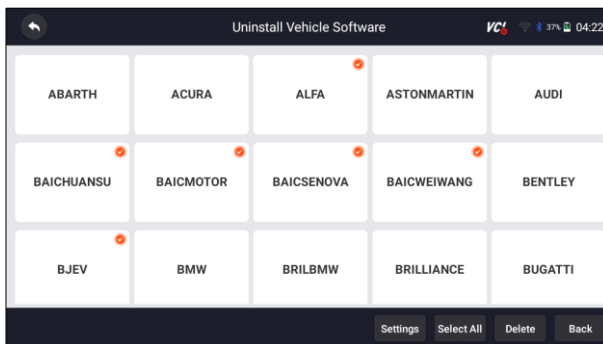 Uninstall Vehicle Software VCI 37% 04:22
ABARTH ACURA ALFA ASTONMARTIN AUDI
BAICHUANSU BAICMOTOR BAICSENOVA BAICWEIWANG BENTLEY
BJEV BMW BRILBMW BRILLIANCE BUGATTI
Settings Select All Delete Back